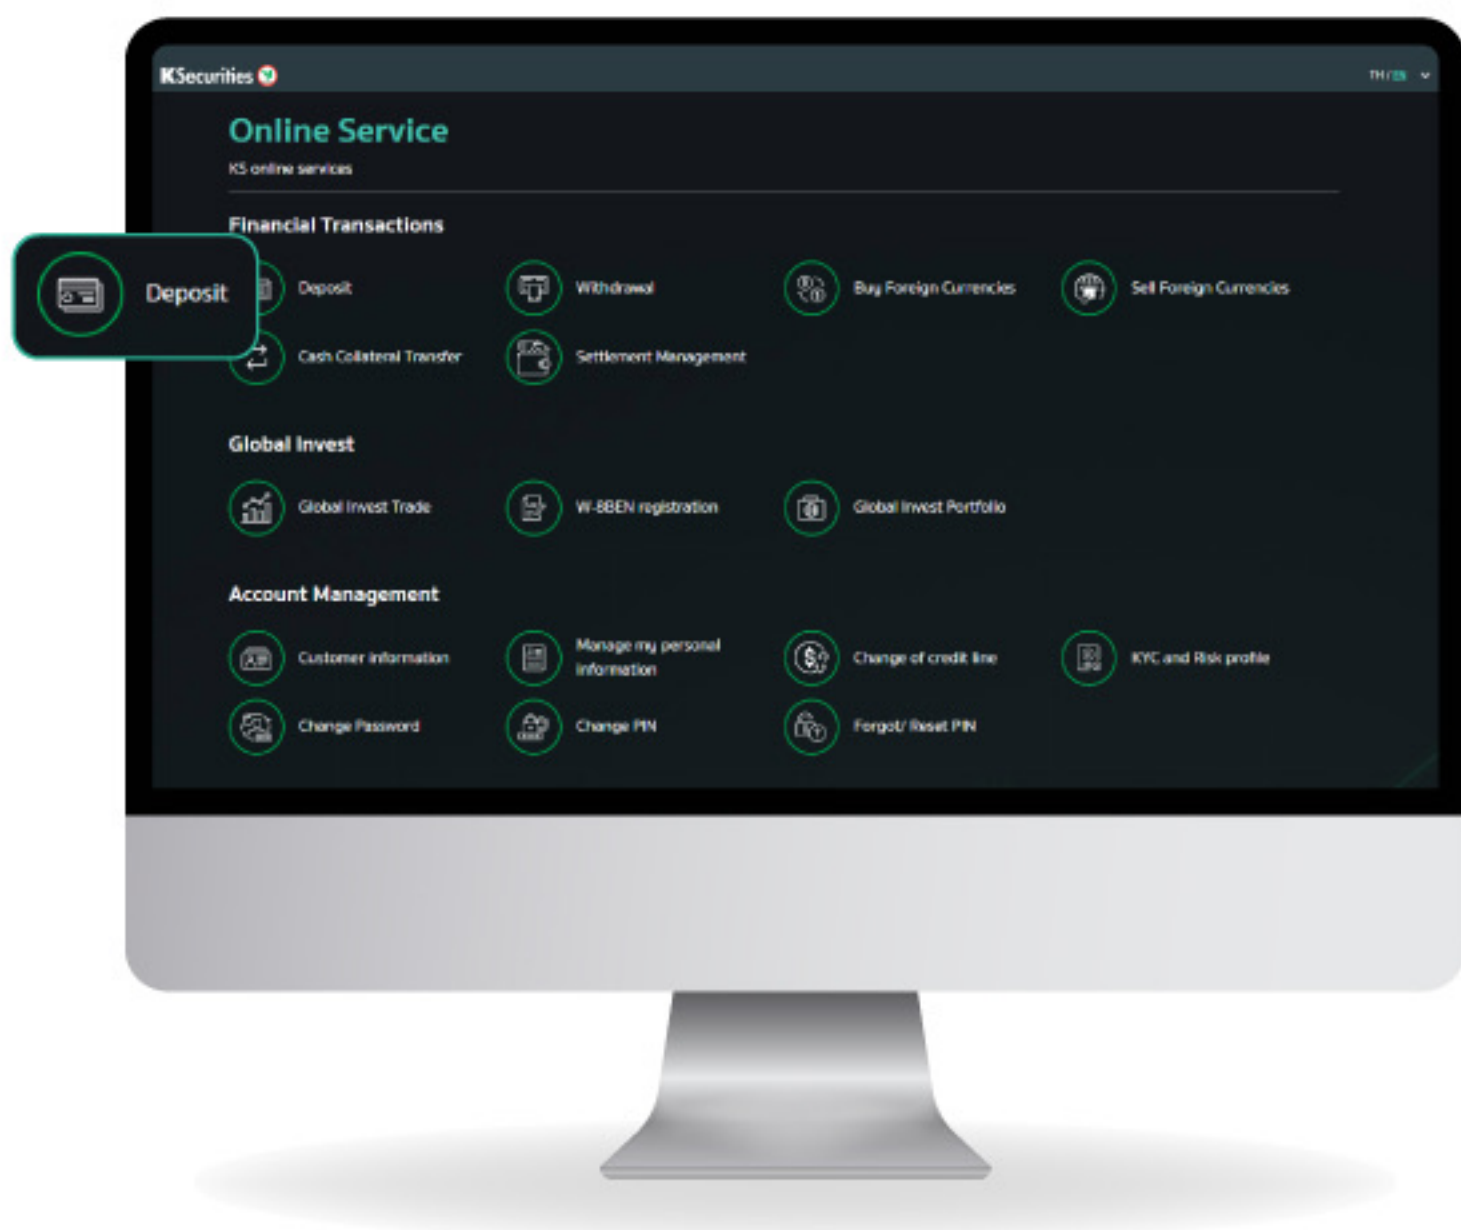 KSecurities
TH / EN
Online Service
KS online services
Financial Transactions
Deposit
Deposit
Withdrawal
Buy Foreign Currencies
Sell Foreign Currencies
Cash Collateral Transfer
Settlement Management
Global Invest
Global Invest Trade
W-8BEN registration
Global Invest Portfolio
Account Management
Customer information
Manage my personal
information
Change of credit line
KYC and Risk profile
Change Password
Change PIN
Forgot/ Reset PIN